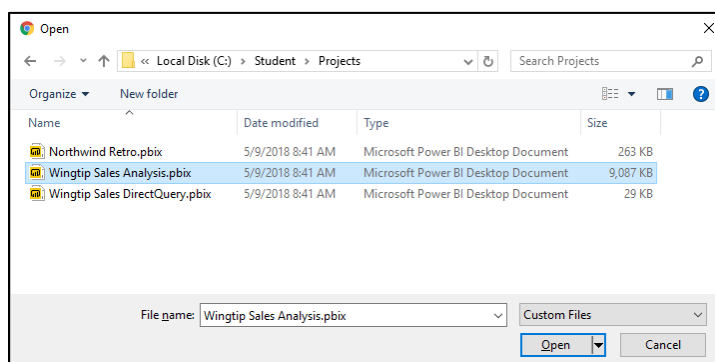 Open
« Local Disk (C:) > Student > Projects
Search Projects
Organize
New folder
Name Date modified Type Size
Northwind Retro.pbix 5/9/2018 8:41 AM Microsoft Power BI Desktop Document 263 KB
Wingtip Sales Analysis.pbix 5/9/2018 8:41 AM Microsoft Power BI Desktop Document 9,087 KB
Wingtip Sales DirectQuery.pbix 5/9/2018 8:41 AM Microsoft Power BI Desktop Document 29 KB
File name: Wingtip Sales Analysis.pbix Custom Files
Open Cancel